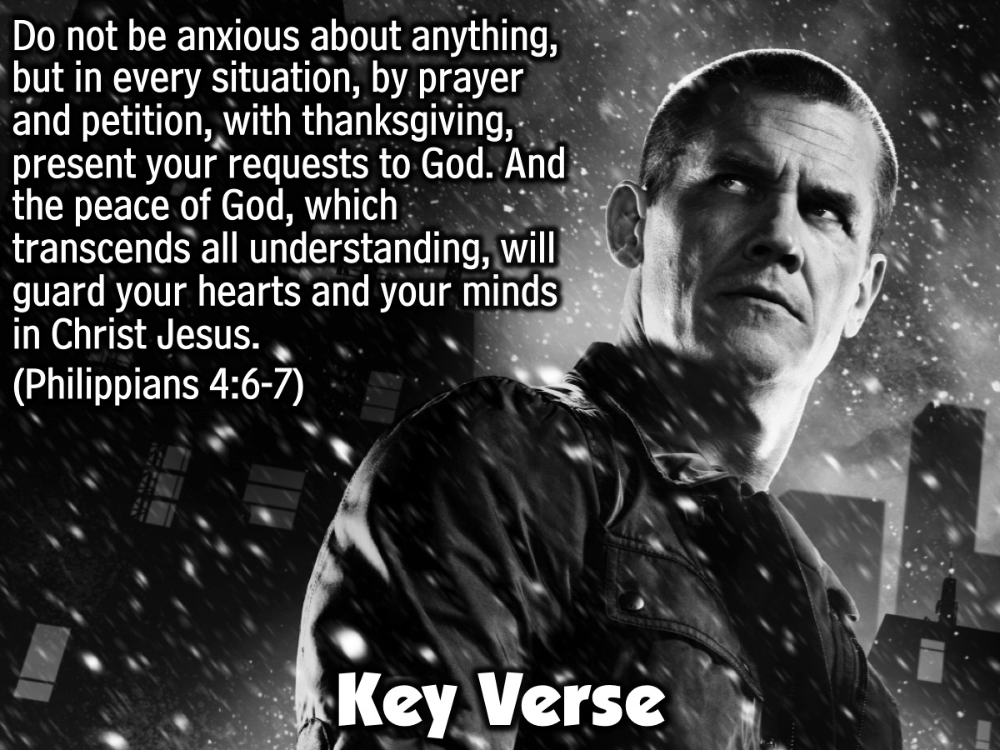 Do not be anxious about anything,
but in every situation, by prayer
and petition, with thanksgiving,
present your requests to God. And
the peace of God, which
transcends all understanding, will
guard your hearts and your minds
in Christ Jesus.
(Philippians 4:6-7)
Key Verse